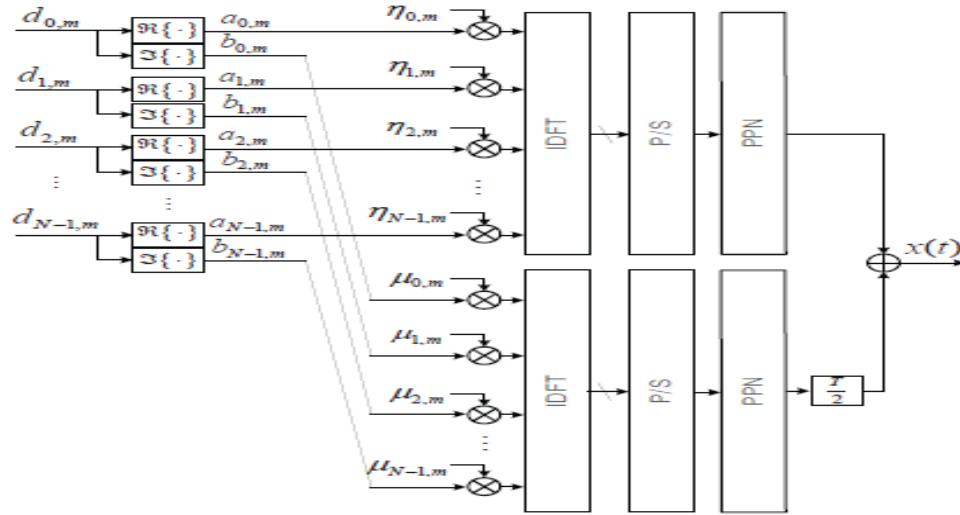 d_{0,m} ℜ{·} a_{0,m} η_{0,m}
ℑ{·} b_{0,m}
d_{1,m} ℜ{·} a_{1,m} η_{1,m}
ℑ{·} b_{1,m}
d_{2,m} ℜ{·} a_{2,m} η_{2,m}
ℑ{·} b_{2,m}
⋮ ⋮ ⋮
d_{N−1,m} ℜ{·} a_{N−1,m} η_{N−1,m}
ℑ{·} b_{N−1,m}
IDFT P/S PPN
x(t)
μ_{0,m}
μ_{1,m}
μ_{2,m}
⋮
μ_{N−1,m}
IDFT P/S PPN T/2